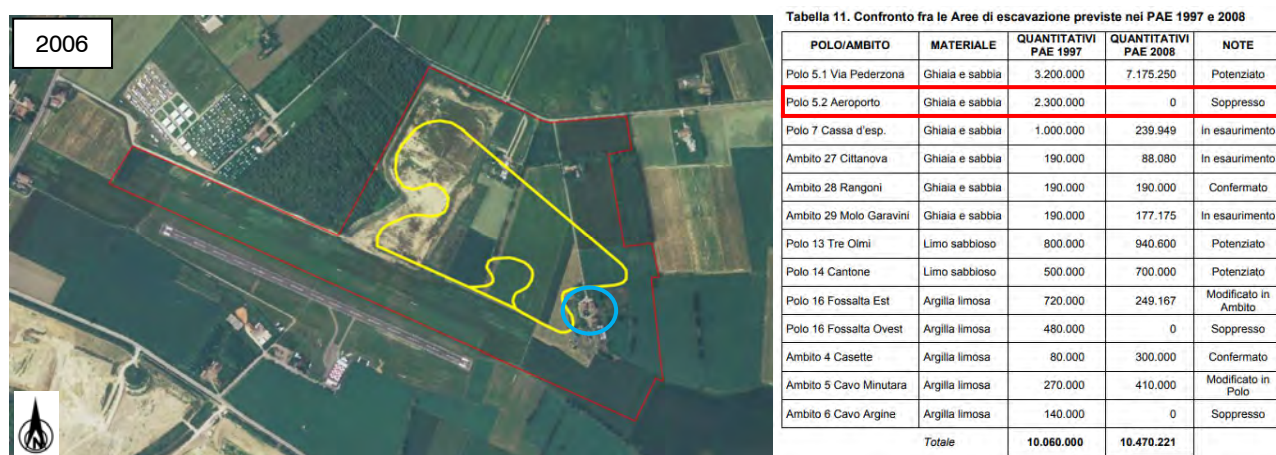 2006
N
Tabella 11. Confronto fra le Aree di escavazione previste nei PAE 1997 e 2008
POLO/AMBITO MATERIALE QUANTITATIVI PAE 1997 QUANTITATIVI PAE 2008 NOTE
Polo 5.1 Via Pederzona Ghiaia e sabbia 3.200.000 7.175.250 Potenziato
Polo 5.2 Aeroporto Ghiaia e sabbia 2.300.000 0 Soppresso
Polo 7 Cassa d'esp. Ghiaia e sabbia 1.000.000 239.949 In esaurimento
Ambito 27 Cittanova Ghiaia e sabbia 190.000 88.080 In esaurimento
Ambito 28 Rangoni Ghiaia e sabbia 190.000 190.000 Confermato
Ambito 29 Molo Garavini Ghiaia e sabbia 190.000 177.175 In esaurimento
Polo 13 Tre Olmi Limo sabbioso 800.000 940.600 Potenziato
Polo 14 Cantone Limo sabbioso 500.000 700.000 Potenziato
Polo 16 Fossalta Est Argilla limosa 720.000 249.167 Modificato in Ambito
Polo 16 Fossalta Ovest Argilla limosa 480.000 0 Soppresso
Ambito 4 Casette Argilla limosa 80.000 300.000 Confermato
Ambito 5 Cavo Minutara Argilla limosa 270.000 410.000 Modificato in Polo
Ambito 6 Cavo Argine Argilla limosa 140.000 0 Soppresso
Totale 10.060.000 10.470.221